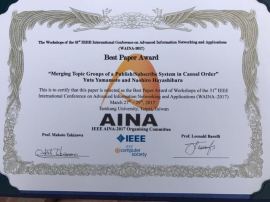 The Workshops of the 31st IEEE International Conference on Advanced Information Networking and Applications
(WAINA-2017)
Best Paper Award
"Merging Topic Groups of a Publish/Subscribe System in Causal Order"
Yuta Yamamoto and Naohiro Hayashibara
This is to certify that this paper is selected as the Best Paper Award of Workshops of the 31st IEEE
International Conference on Advanced Information Networking and Applications (WAINA-2017)
March 27 - 29, 2017
Tamkang University, Taipei, Taiwan
AINA
IEEE AINA-2017 Organizing Committee
Prof. Makoto Takizawa
Prof. Leonard Barolli
IEEE
IEEE
computer
society